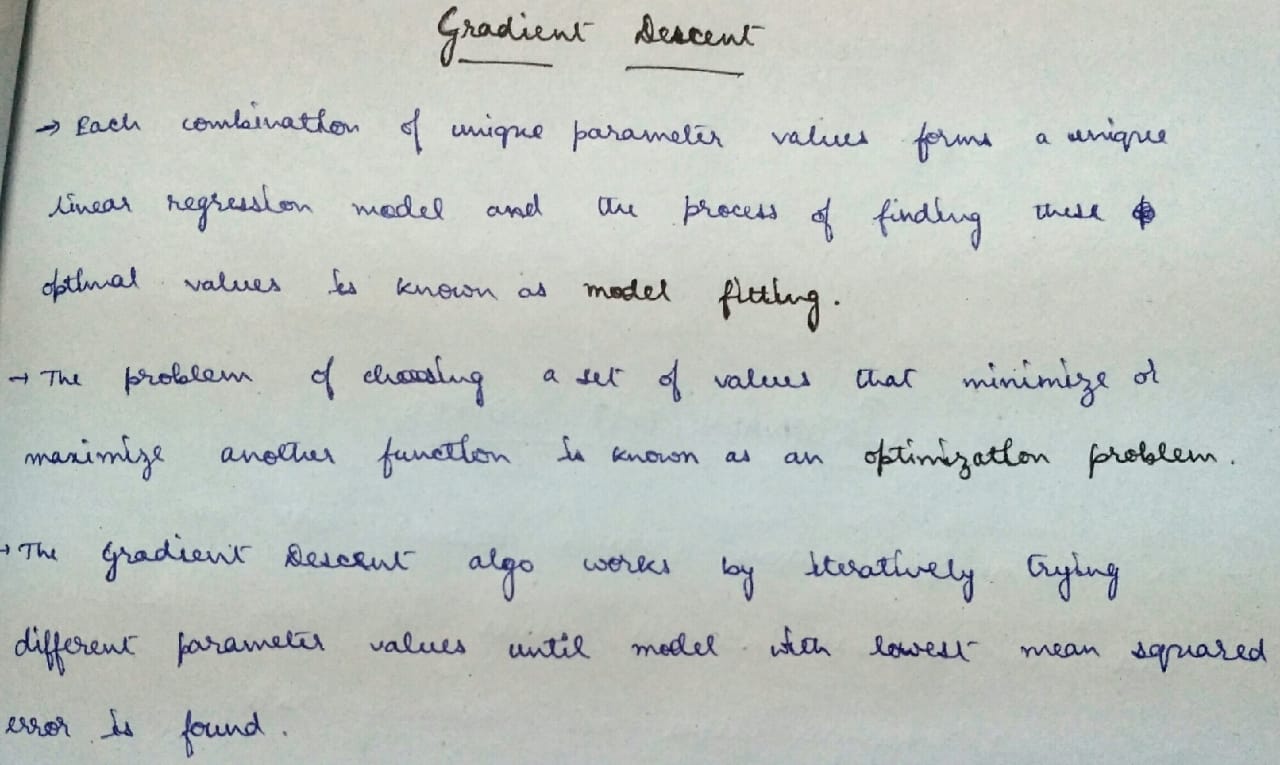 Gradient Descent
→ Each combination of unique parameter values forms a unique
linear regression model and the process of finding these
optimal values is known as model fitting.
→ The problem of choosing a set of values that minimize or
maximize another function is known as an optimization problem.
→ The Gradient Descent algo works by iteratively trying
different parameter values until model with lowest mean squared
error is found.